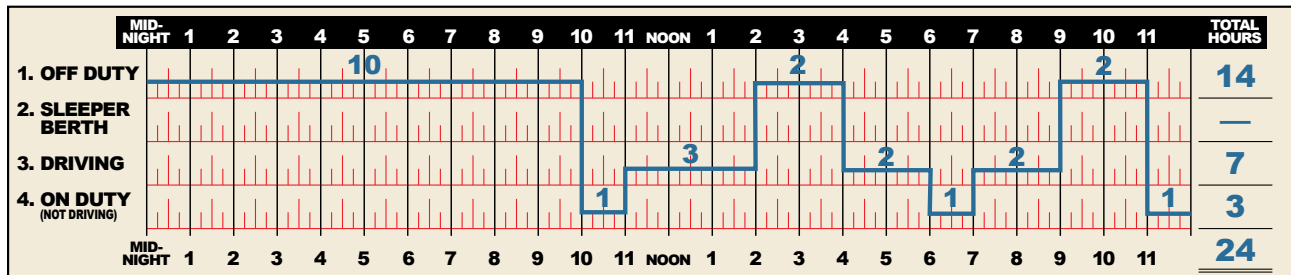 MID-NIGHT 1 2 3 4 5 6 7 8 9 10 11 NOON 1 2 3 4 5 6 7 8 9 10 11 TOTAL HOURS
1. OFF DUTY 10 2 2 14
2. SLEEPER BERTH —
3. DRIVING 3 2 2 7
4. ON DUTY (NOT DRIVING) 1 1 1 3
MID-NIGHT 1 2 3 4 5 6 7 8 9 10 11 NOON 1 2 3 4 5 6 7 8 9 10 11 24